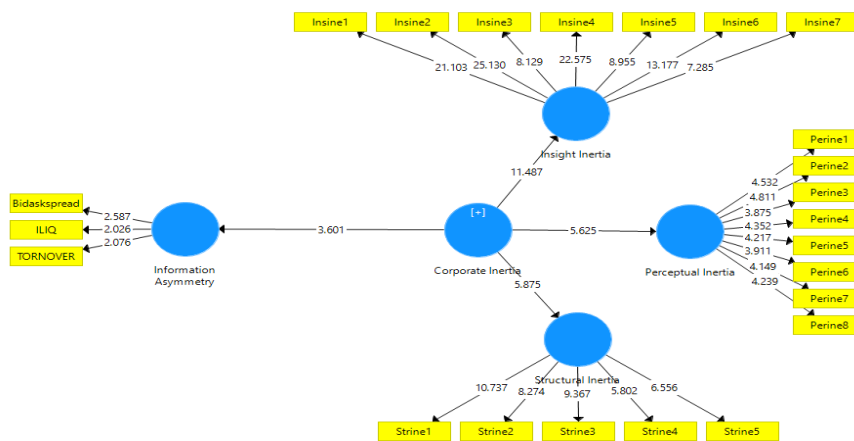 Insine1 Insine2 Insine3 Insine4 Insine5 Insine6 Insine7
21.103 25.130 8.129 22.575 8.955 13.177 7.285
Insight Inertia
11.487
Perine1
Perine2
Perine3
Perine4
Perine5
Perine6
Perine7
Perine8
4.532
4.811
3.875
4.352
4.217
3.911
4.149
4.239
Perceptual Inertia
Bidaskspread
ILIQ
TORNOVER
2.587
2.026
2.076
Information
Asymmetry
3.601
[+]
Corporate Inertia
5.625
5.875
Structural Inertia
10.737 8.274 9.367 5.802 6.556
Strine1 Strine2 Strine3 Strine4 Strine5